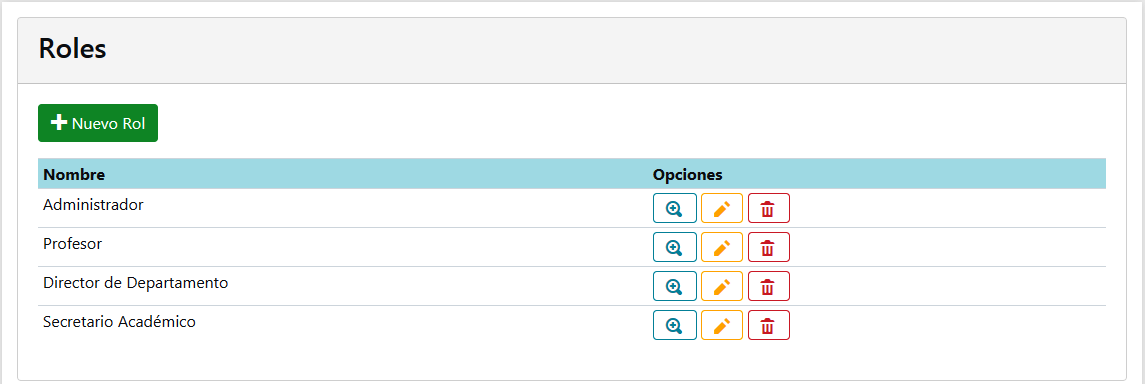 Roles
Nuevo Rol
Nombre Opciones
Administrador
Profesor
Director de Departamento
Secretario Académico